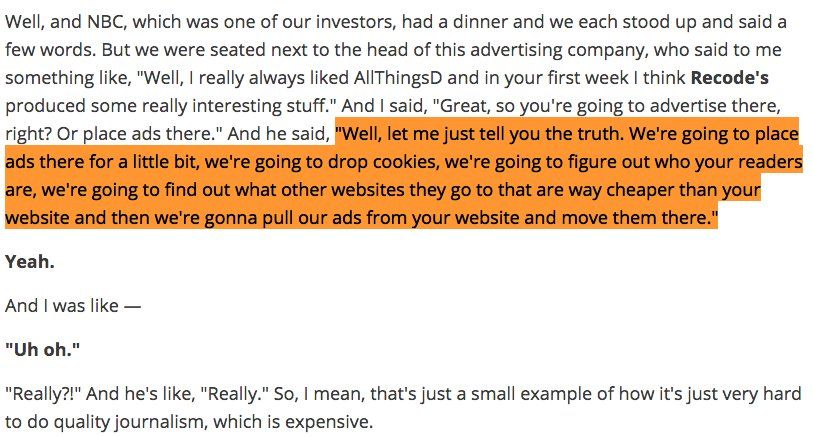 Well, and NBC, which was one of our investors, had a dinner and we each stood up and said a
few words. But we were seated next to the head of this advertising company, who said to me
something like, "Well, I really always liked AllThingsD and in your first week I think Recode's
produced some really interesting stuff." And I said, "Great, so you're going to advertise there,
right? Or place ads there." And he said, "Well, let me just tell you the truth. We're going to place
ads there for a little bit, we're going to drop cookies, we're going to figure out who your readers
are, we're going to find out what other websites they go to that are way cheaper than your
website and then we're gonna pull our ads from your website and move them there."
Yeah.
And I was like —
"Uh oh."
"Really?!" And he's like, "Really." So, I mean, that's just a small example of how it's just very hard
to do quality journalism, which is expensive.